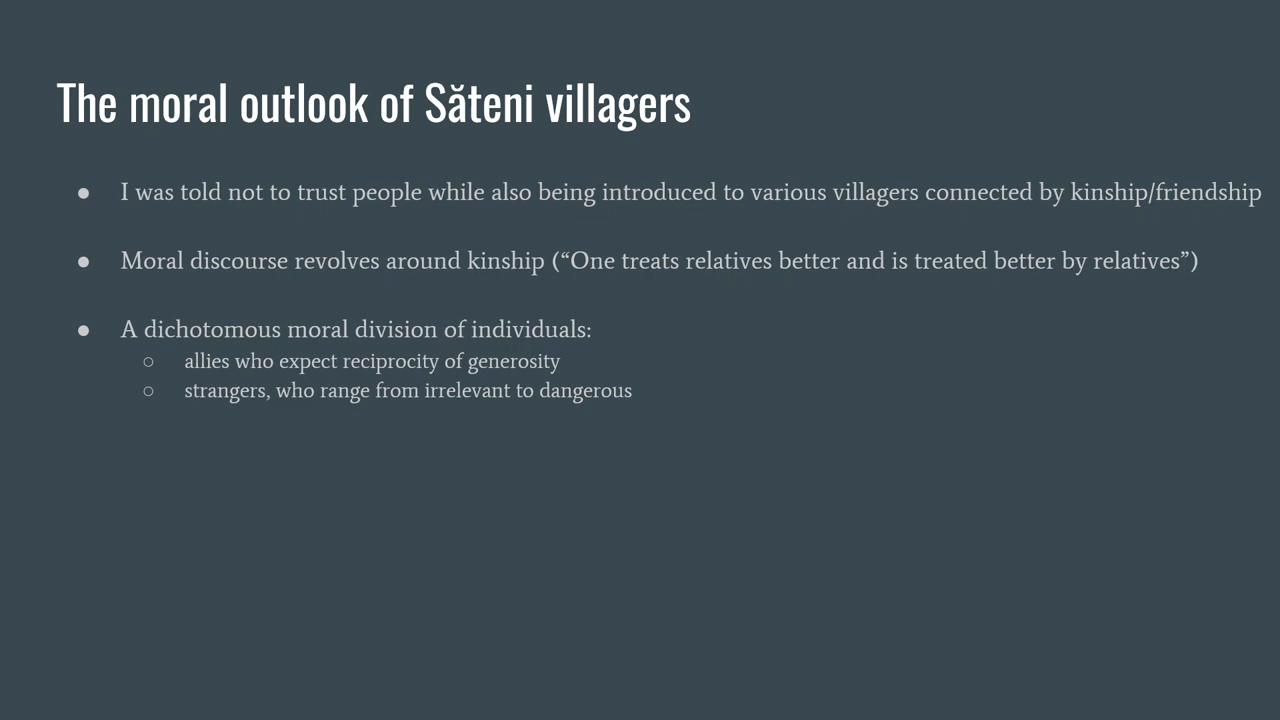 The moral outlook of Săteni villagers
● I was told not to trust people while also being introduced to various villagers connected by kinship/friendship
● Moral discourse revolves around kinship (“One treats relatives better and is treated better by relatives”)
● A dichotomous moral division of individuals:
○ allies who expect reciprocity of generosity
○ strangers, who range from irrelevant to dangerous